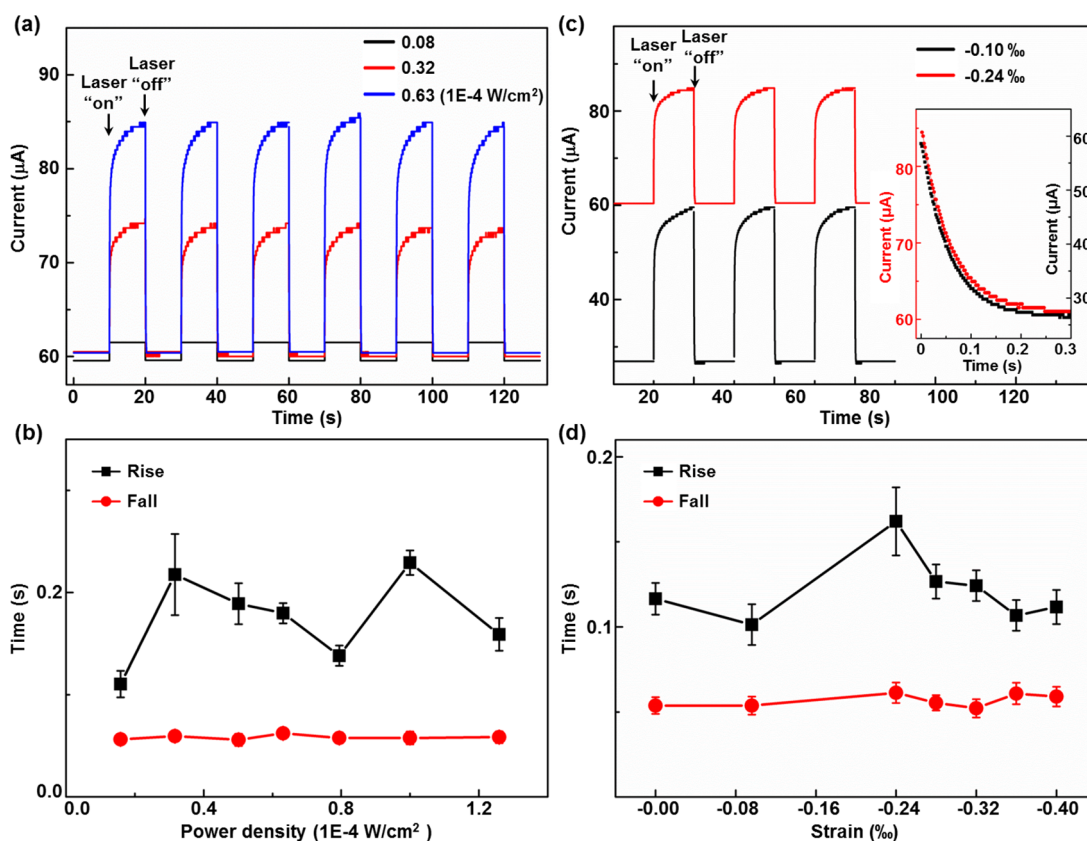 (a)
Laser
“on”
Laser
“off”
0.08
0.32
0.63 (1E-4 W/cm²)
95
90
85
80
75
70
65
60
Current (μA)
0
20
40
60
80
100
120
Time (s)
(c)
Laser
“on”
Laser
“off”
-0.10 ‰
-0.24 ‰
80
60
40
Current (μA)
20
40
60
80
100
120
Time (s)
80
70
60
Current (μA)
60
50
40
30
Current (μA)
0
0.1
0.2
0.3
Time (s)
(b)
Rise
Fall
0.2
0.0
Time (s)
0.0
0.4
0.8
1.2
Power density (1E-4 W/cm²)
(d)
Rise
Fall
0.2
0.1
Time (s)
-0.00
-0.08
-0.16
-0.24
-0.32
-0.40
Strain (‰)